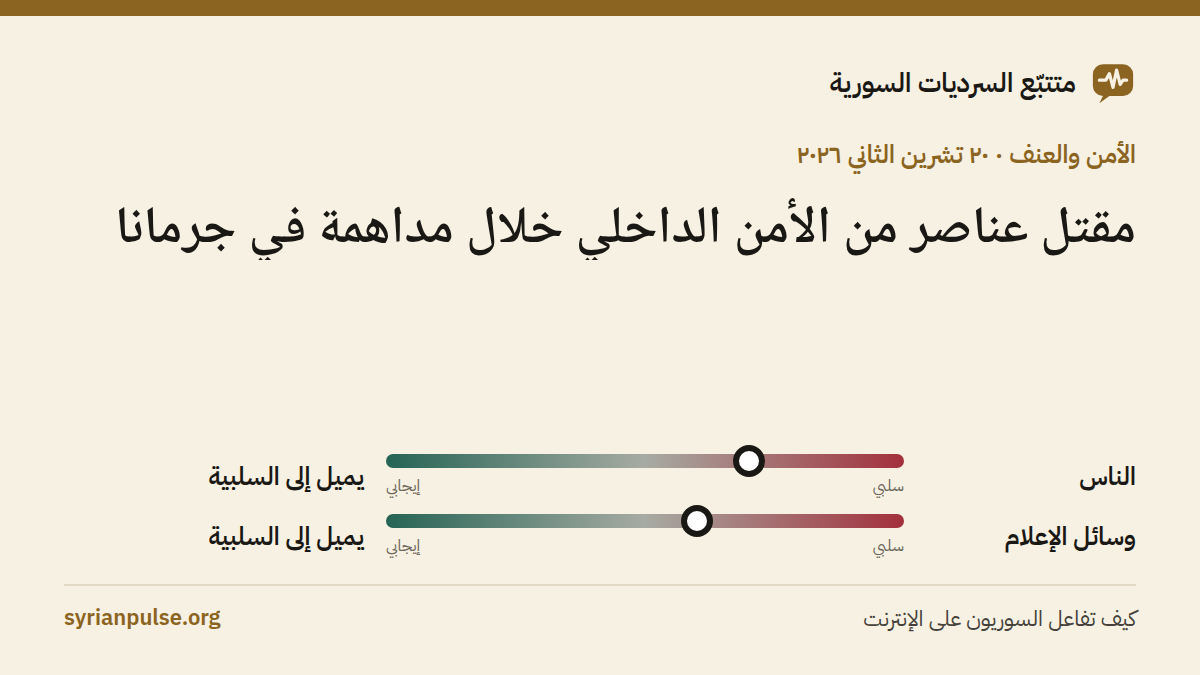 متتبّع السرديات السورية
الأمن والعنف · ٢٠ تشرين الثاني ٢٠٢٦
مقتل عناصر من الأمن الداخلي خلال مداهمة في جرمانا
الناس
سلبي
إيجابي
يميل إلى السلبية
وسائل الإعلام
سلبي
إيجابي
يميل إلى السلبية
كيف تفاعل السوريون على الإنترنت
syrianpulse.org